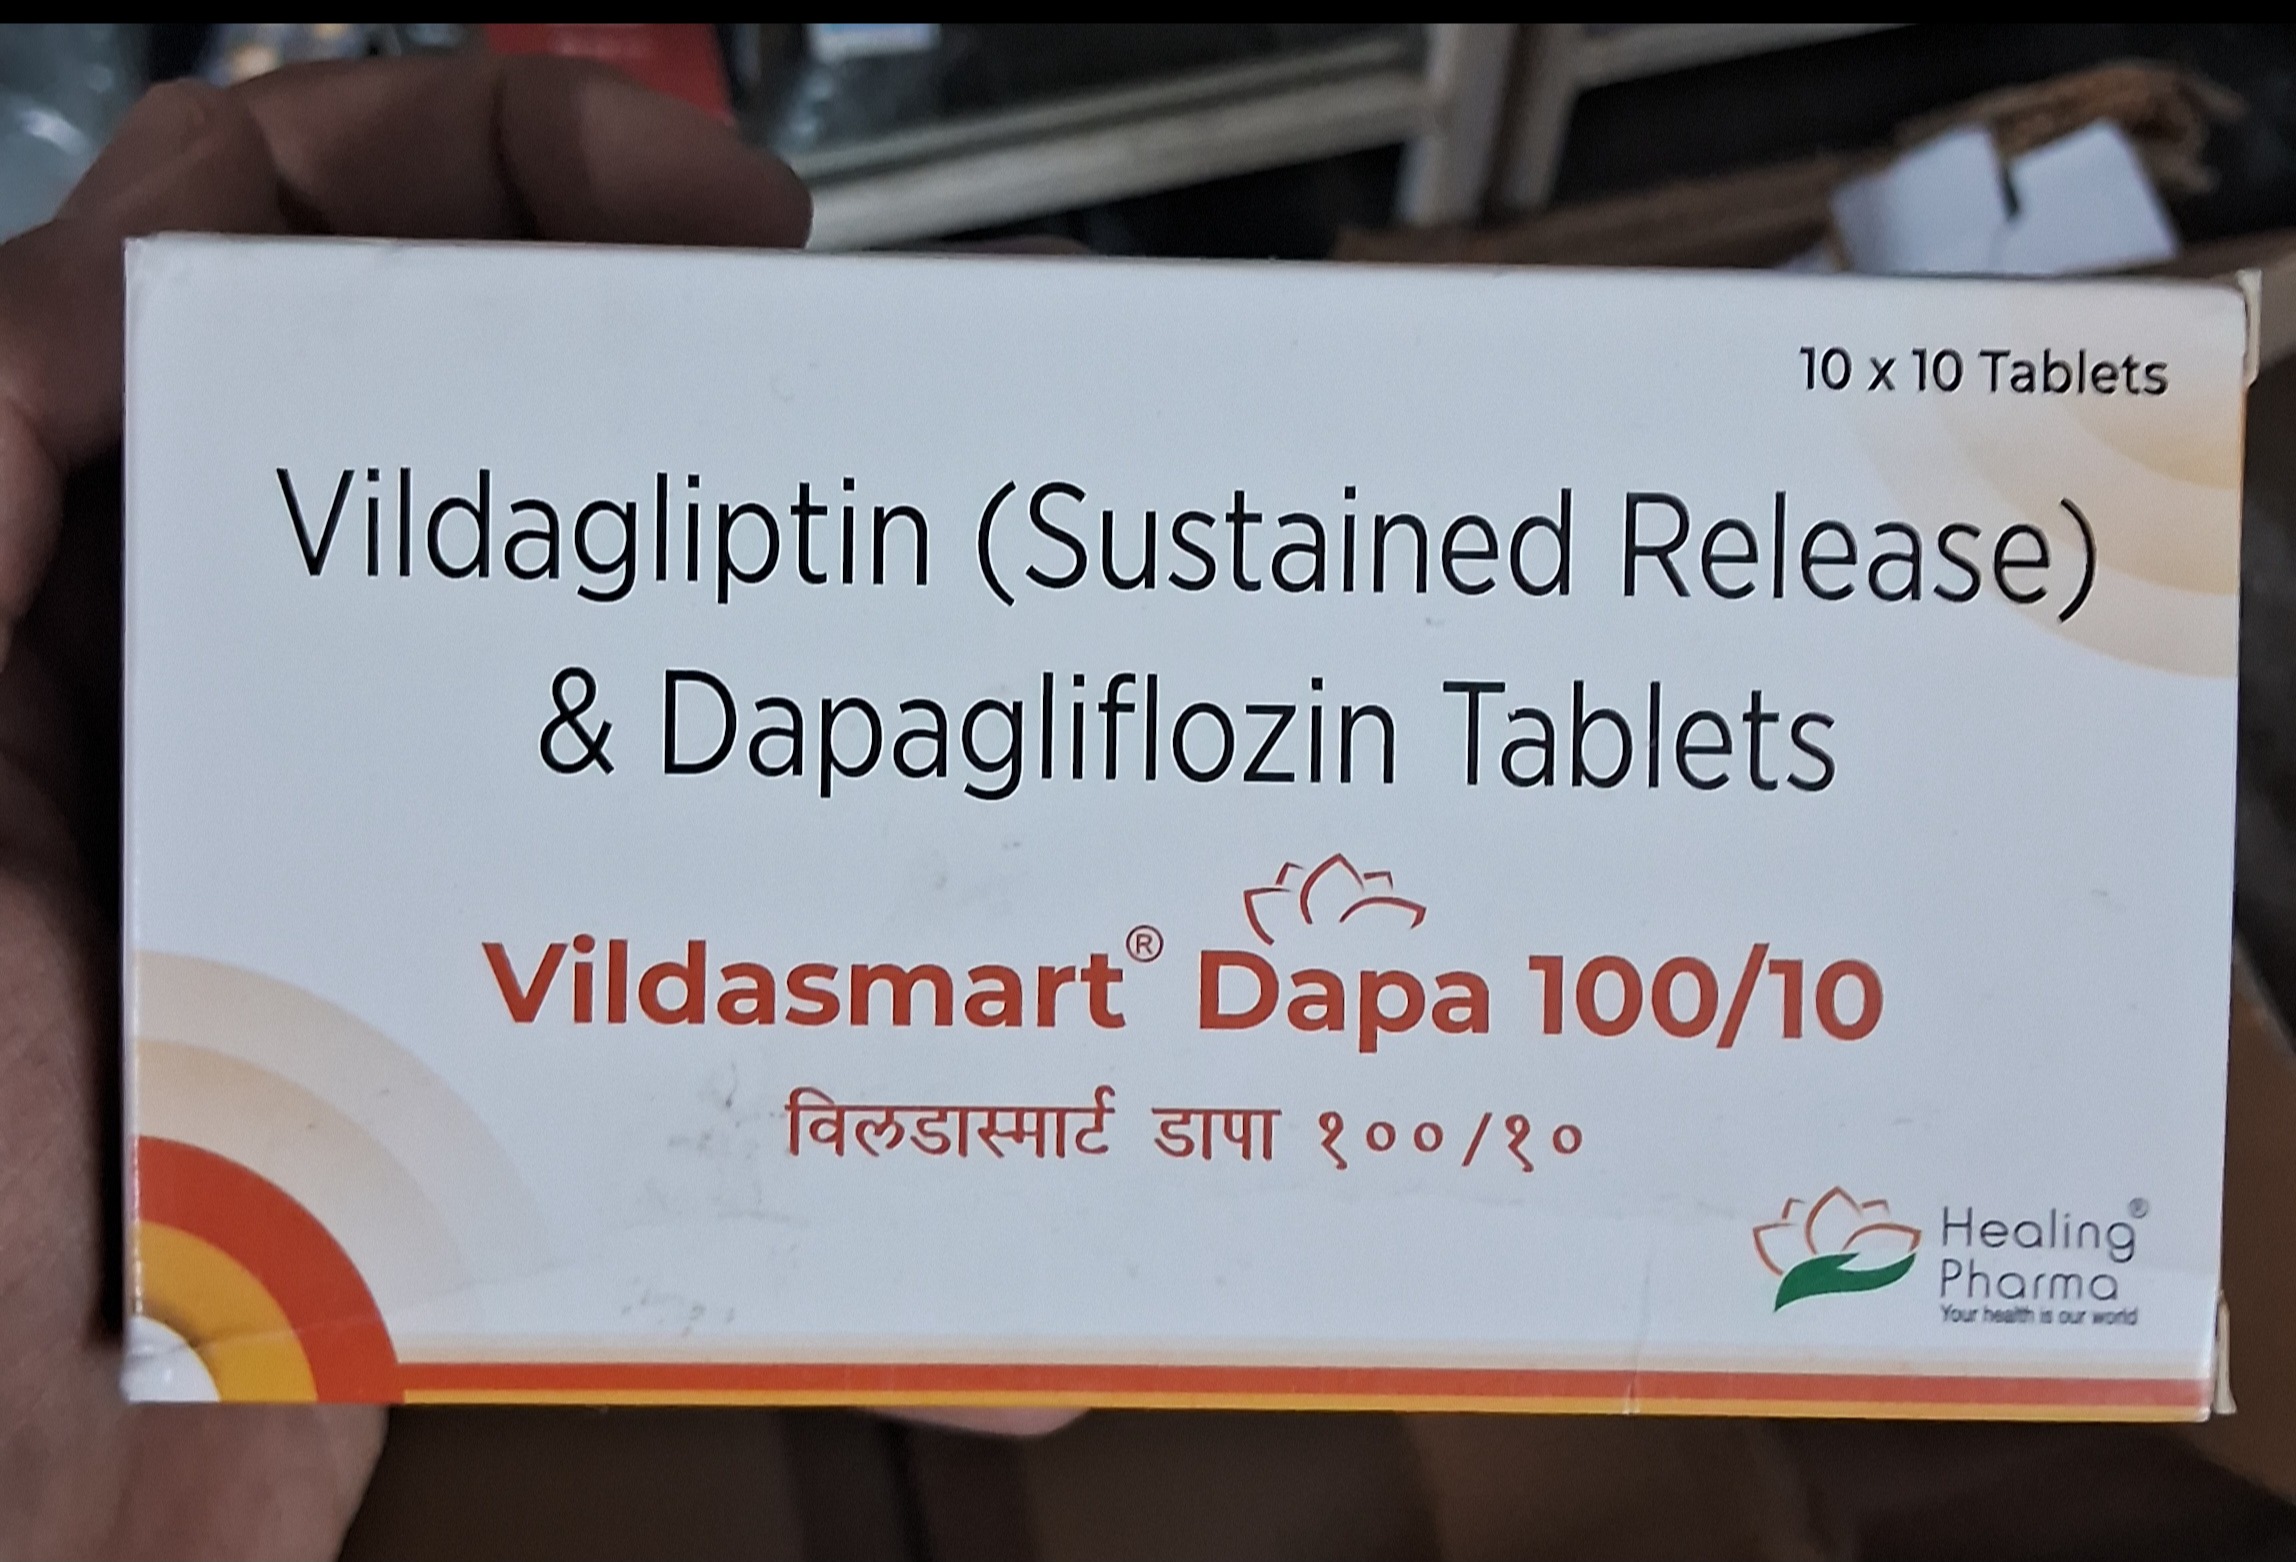 10 x 10 Tablets
Vildagliptin (Sustained Release)
& Dapagliflozin Tablets
Vildasmart® Dapa 100/10
विलडास्मार्ट डापा १००/१०
Healing®
Pharma
Your health is our world